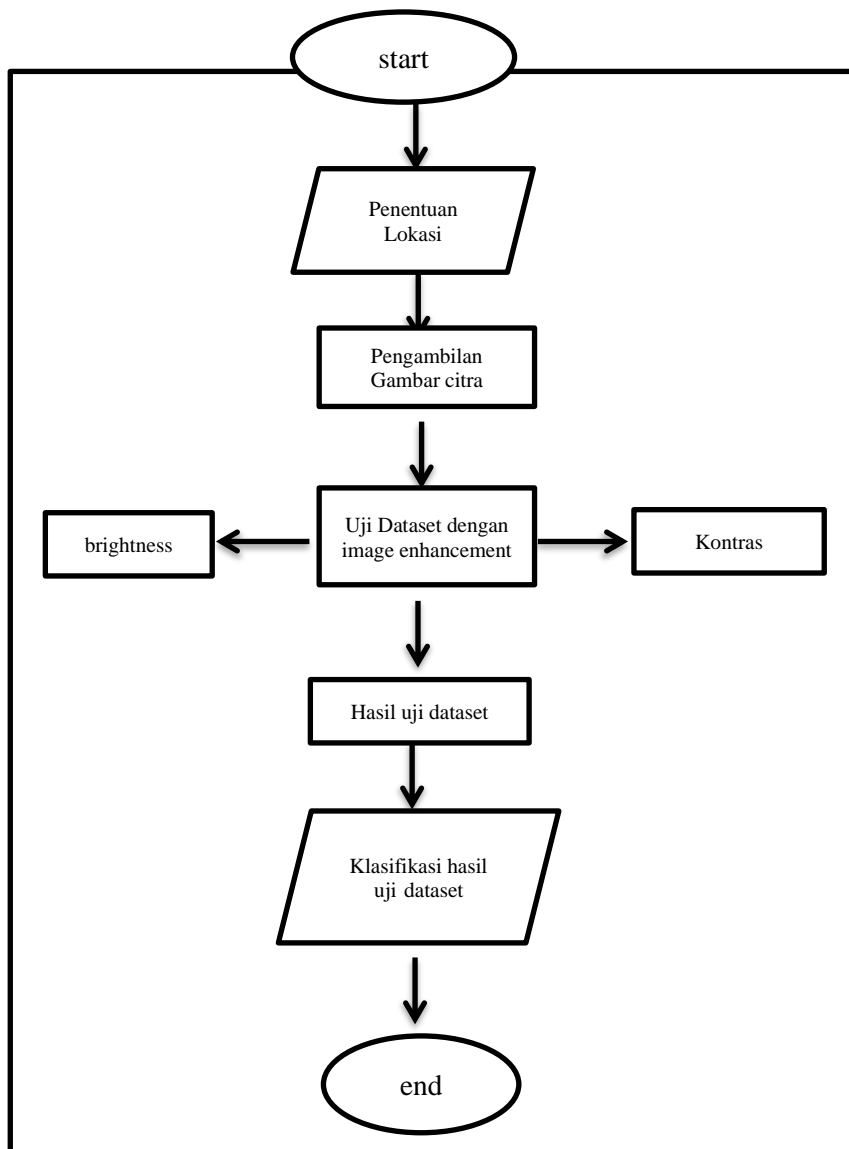 start
Penentuan
Lokasi
Pengambilan
Gambar citra
brightness
Uji Dataset dengan
image enhancement
Kontras
Hasil uji dataset
Klasifikasi hasil
uji dataset
end